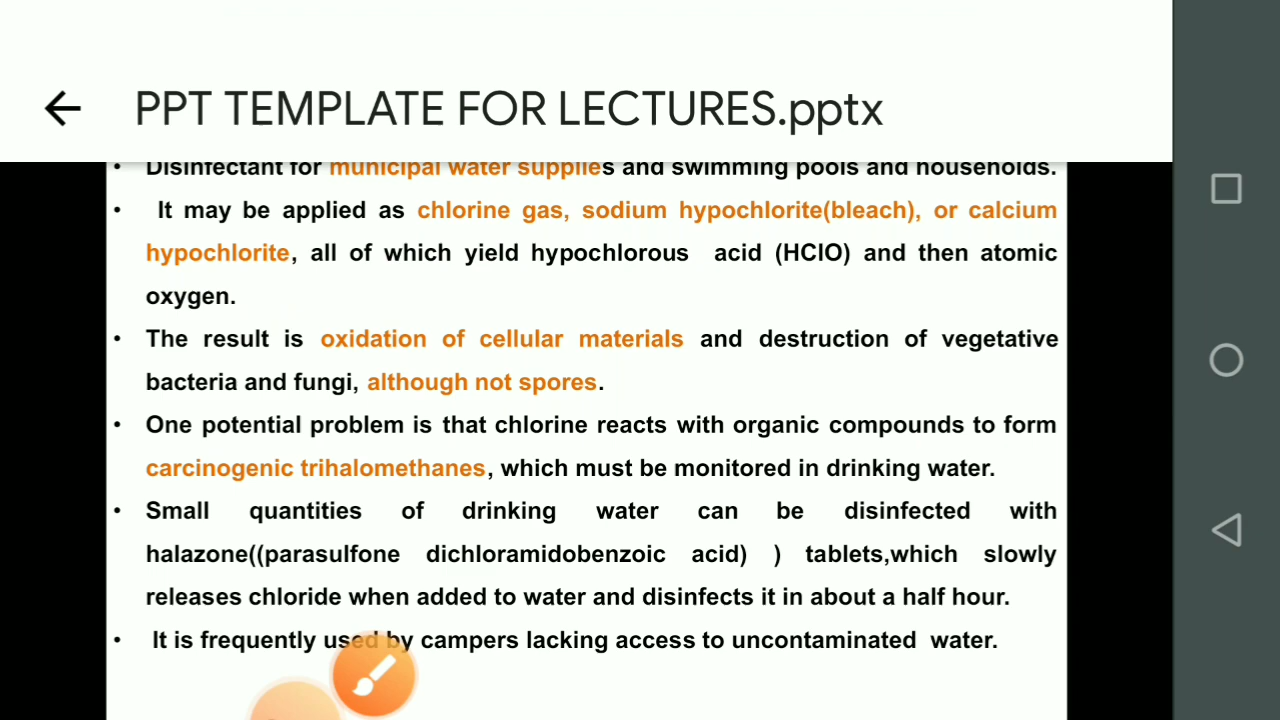 PPT TEMPLATE FOR LECTURES.pptx
• Disinfectant for municipal water supplies and swimming pools and households.
• It may be applied as chlorine gas, sodium hypochlorite(bleach), or calcium
hypochlorite, all of which yield hypochlorous acid (HClO) and then atomic
oxygen.
• The result is oxidation of cellular materials and destruction of vegetative
bacteria and fungi, although not spores.
• One potential problem is that chlorine reacts with organic compounds to form
carcinogenic trihalomethanes, which must be monitored in drinking water.
• Small quantities of drinking water can be disinfected with
halazone((parasulfone dichloramidobenzoic acid) ) tablets,which slowly
releases chloride when added to water and disinfects it in about a half hour.
• It is frequently used by campers lacking access to uncontaminated water.